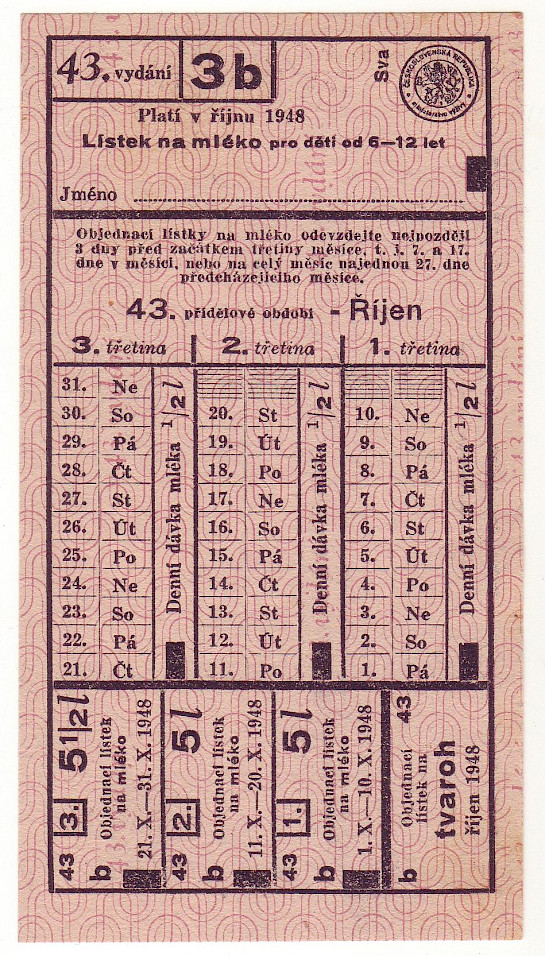 43. vydání 3b Sva
ČESKOSLOVENSKÁ REPUBLIKA
Platí v říjnu 1948
Lístek na mléko pro děti od 6—12 let
Jméno
Objednací lístky na mléko odevzdejte nejpozději
3 dny před začátkem třetiny měsíce, t. j. 7. a 17.
dne v měsíci, nebo na celý měsíc najednou 27. dne
předcházejícího měsíce.
43. přídělové období - Říjen
3. třetina 2. třetina 1. třetina
31. Ne
30. So 20. St 10. Ne
29. Pá 19. Út 9. So
28. Čt 18. Po 8. Pá
27. St 17. Ne 7. Čt
26. Út 16. So 6. St
25. Po 15. Pá 5. Út
24. Ne 14. Čt 4. Po
23. So 13. St 3. Ne
22. Pá 12. Út 2. So
21. Čt 11. Po 1. Pá
Denní dávka mléka 1/2 l
Denní dávka mléka 1/2 l
Denní dávka mléka 1/2 l
43 3. 5 1/2 l
Objednací lístek
na mléko
b 21. X.—31. X. 1948
43 2. 5 l
Objednací lístek
na mléko
b 11. X.—20. X. 1948
43 1. 5 l
Objednací lístek
na mléko
b 1. X.—10. X. 1948
b 43
Objednací
lístek na
tvaroh
říjen 1948